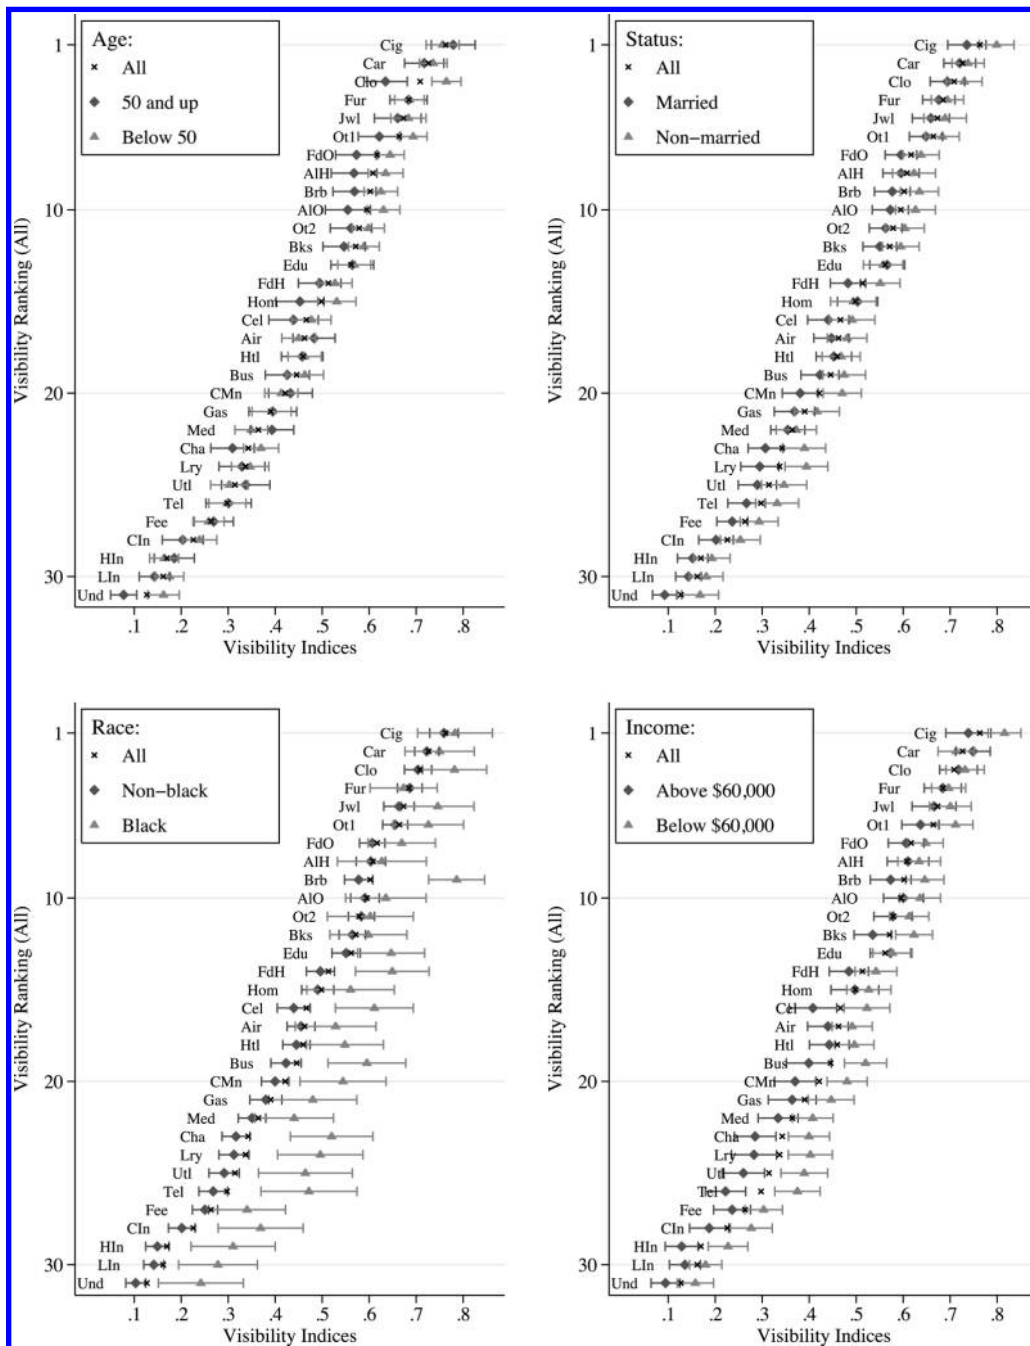 Age:
All
50 and up
Below 50
Visibility Ranking (All)
1
10
20
30
Cig
Car
Clo
Fur
Jwl
Ot1
FdO
AlH
Brb
AlO
Ot2
Bks
Edu
FdH
Hom
Cel
Air
Htl
Bus
CMn
Gas
Med
Cha
Lry
Utl
Tel
Fee
CIn
HIn
LIn
Und
.1 .2 .3 .4 .5 .6 .7 .8
Visibility Indices
Status:
All
Married
Non-married
Visibility Ranking (All)
1
10
20
30
Cig
Car
Clo
Fur
Jwl
Ot1
FdO
AlH
Brb
AlO
Ot2
Bks
Edu
FdH
Hom
Cel
Air
Htl
Bus
CMn
Gas
Med
Cha
Lry
Utl
Tel
Fee
CIn
HIn
LIn
Und
.1 .2 .3 .4 .5 .6 .7 .8
Visibility Indices
Race:
All
Non-black
Black
Visibility Ranking (All)
1
10
20
30
Cig
Car
Clo
Fur
Jwl
Ot1
FdO
AlH
Brb
AlO
Ot2
Bks
Edu
FdH
Hom
Cel
Air
Htl
Bus
CMn
Gas
Med
Cha
Lry
Utl
Tel
Fee
CIn
HIn
LIn
Und
.1 .2 .3 .4 .5 .6 .7 .8
Visibility Indices
Income:
All
Above $60,000
Below $60,000
Visibility Ranking (All)
1
10
20
30
Cig
Car
Clo
Fur
Jwl
Ot1
FdO
AlH
Brb
AlO
Ot2
Bks
Edu
FdH
Hom
Cel
Air
Htl
Bus
CMn
Gas
Med
Cha
Lry
Utl
Tel
Fee
CIn
HIn
LIn
Und
.1 .2 .3 .4 .5 .6 .7 .8
Visibility Indices